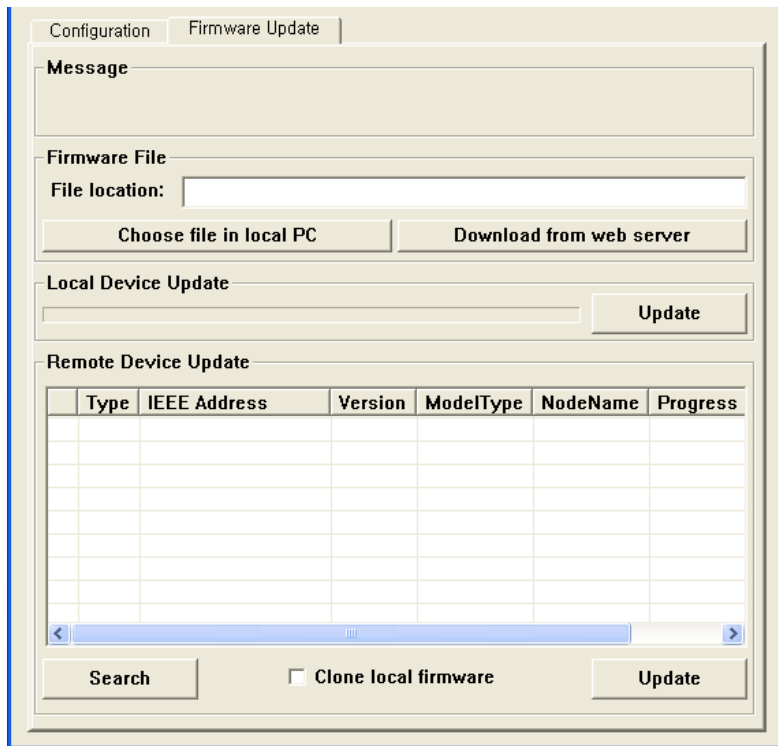 Configuration Firmware Update
Message
Firmware File
File location:
Choose file in local PC Download from web server
Local Device Update
Update
Remote Device Update
Type IEEE Address Version ModelType NodeName Progress
Search Clone local firmware Update